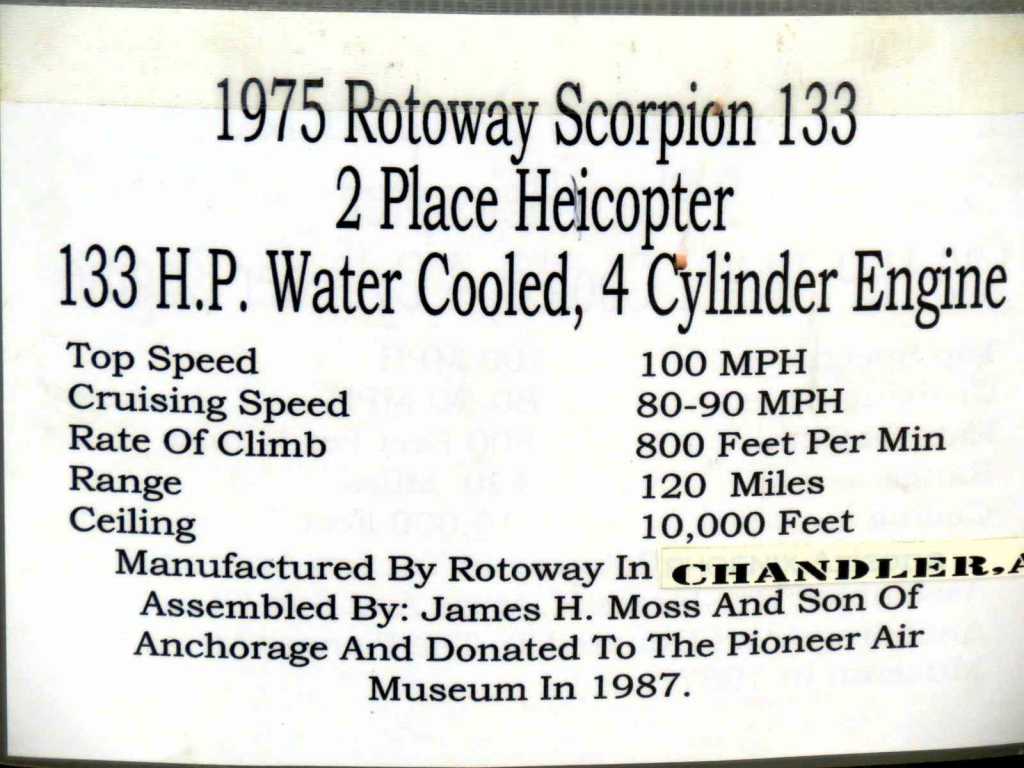 1975 Rotoway Scorpion 133
2 Place Heicopter
133 H.P. Water Cooled, 4 Cylinder Engine
Top Speed 100 MPH
Cruising Speed 80-90 MPH
Rate Of Climb 800 Feet Per Min
Range 120 Miles
Ceiling 10,000 Feet
Manufactured By Rotoway In CHANDLER,A
Assembled By: James H. Moss And Son Of
Anchorage And Donated To The Pioneer Air
Museum In 1987.